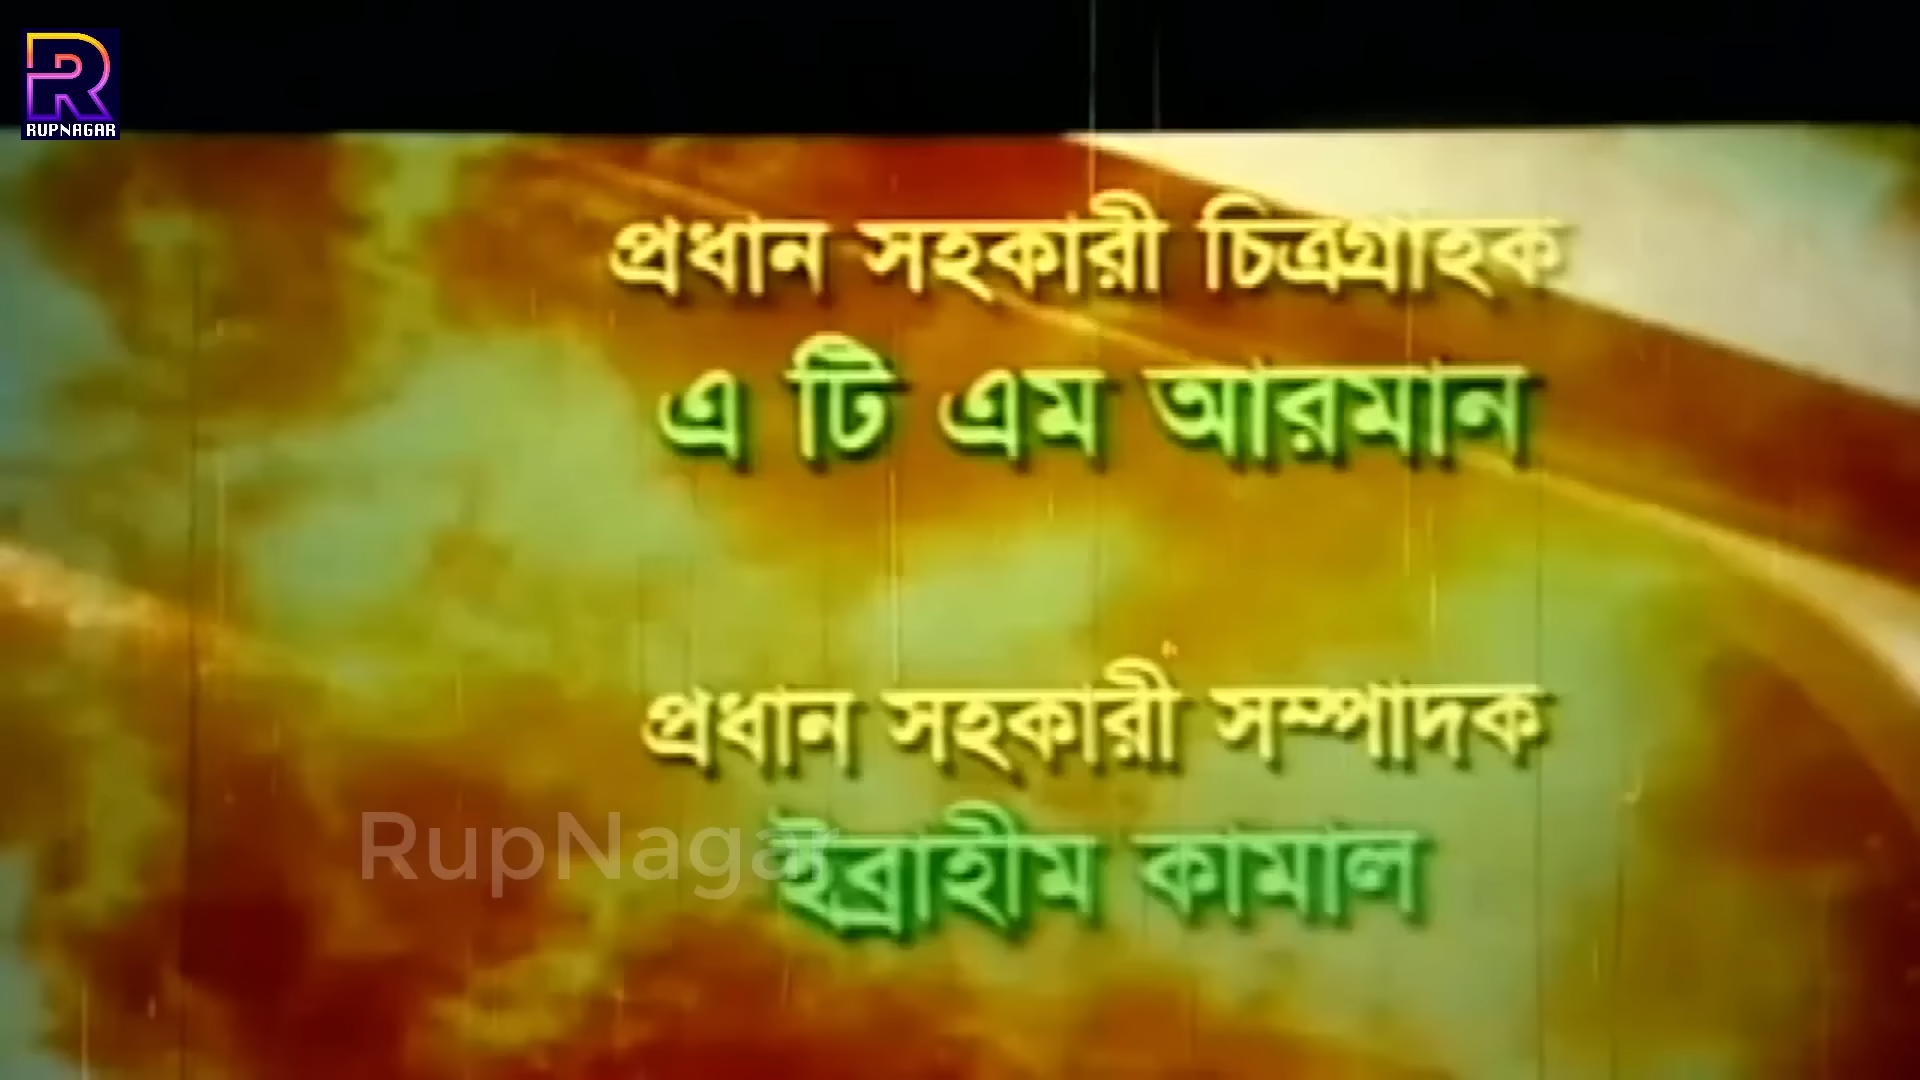 RUPNAGAR
প্রধান সহকারী চিত্রগ্রাহক
এ টি এম আরমান
প্রধান সহকারী সম্পাদক
RupNagar
ইব্রাহীম কামাল